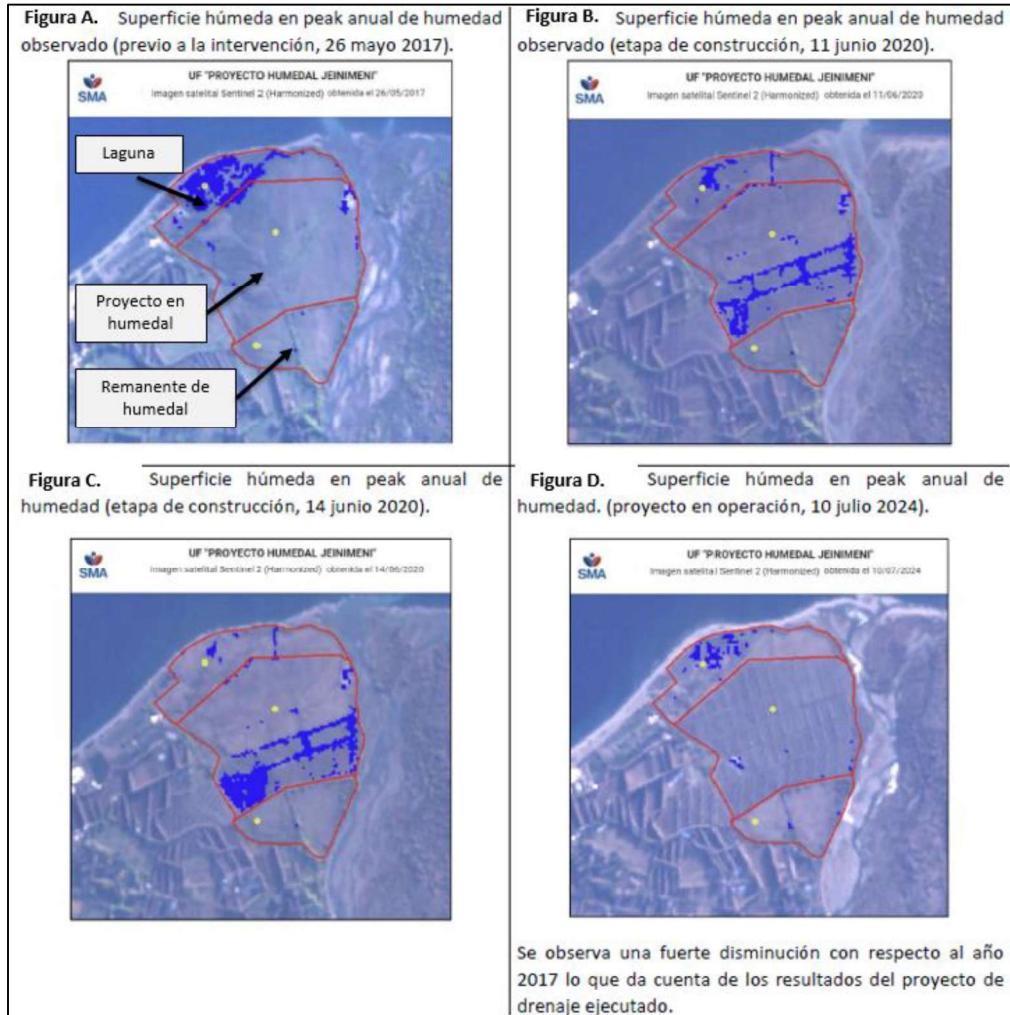 Figura A. Superficie húmeda en peak anual de humedad
observado (previo a la intervención, 26 mayo 2017).
SMA
UF "PROYECTO HUMEDAL JEINIMENI"
Imagen satelital Sentinel 2 (Harmonized) obtenida el 26/05/2017
Laguna
Proyecto en
humedal
Remanente de
humedal
Figura B. Superficie húmeda en peak anual de humedad
observado (etapa de construcción, 11 junio 2020).
SMA
UF "PROYECTO HUMEDAL JEINIMENI"
Imagen satelital Sentinel 2 (Harmonized) obtenida el 11/06/2020
Figura C. Superficie húmeda en peak anual de
humedad (etapa de construcción, 14 junio 2020).
SMA
UF "PROYECTO HUMEDAL JEINIMENI"
Imagen satelital Sentinel 2 (Harmonized) obtenida el 14/06/2020
Figura D. Superficie húmeda en peak anual de
humedad. (proyecto en operación, 10 julio 2024).
SMA
UF "PROYECTO HUMEDAL JEINIMENI"
Imagen satelital Sentinel 2 (Harmonized) obtenida el 10/07/2024
Se observa una fuerte disminución con respecto al año
2017 lo que da cuenta de los resultados del proyecto de
drenaje ejecutado.